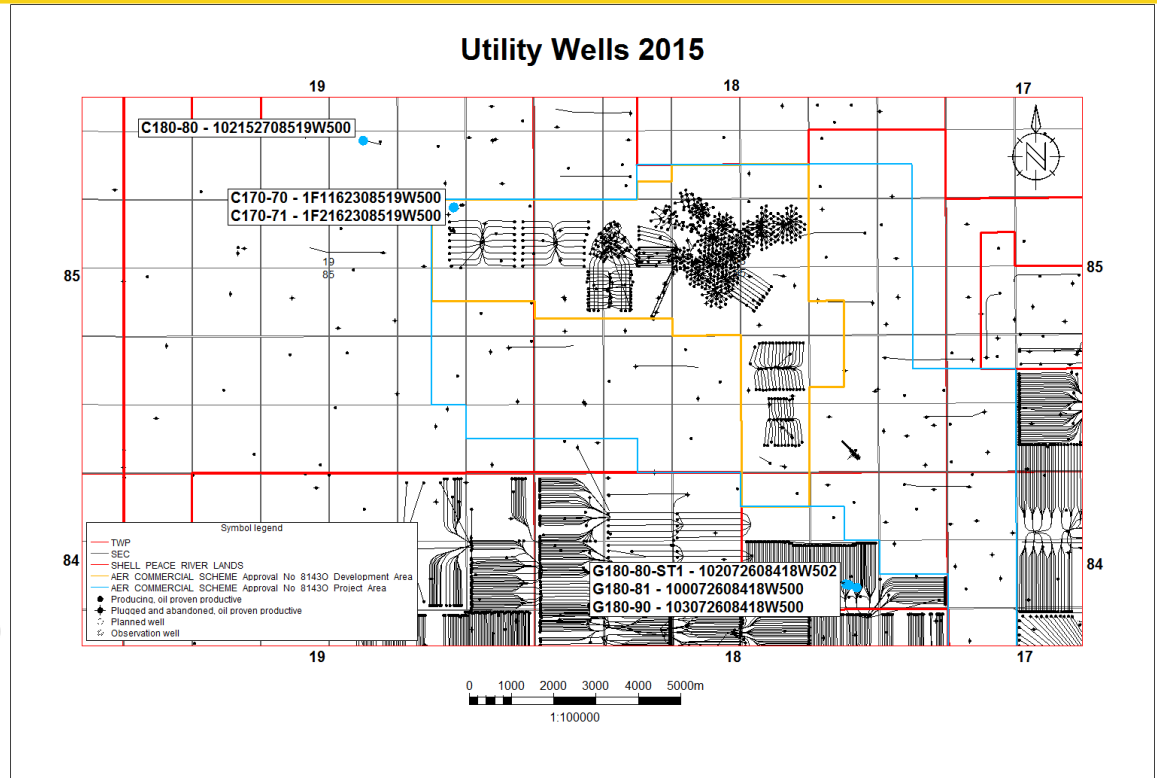 Utility Wells 2015
19
18
17
C180-80 - 102152708519W500
C170-70 - 1F1162308519W500
C170-71 - 1F2162308519W500
N
19
85
85
85
84
84
G180-80-ST1 - 102072608418W502
G180-81 - 100072608418W500
G180-90 - 103072608418W500
Symbol legend
TWP
SEC
SHELL PEACE RIVER LANDS
AER COMMERCIAL SCHEME Approval No 8143O Development Area
AER COMMERCIAL SCHEME Approval No 8143O Project Area
Producing, oil proven productive
Plugged and abandoned, oil proven productive
Planned well
Observation well
19
18
17
0 1000 2000 3000 4000 5000m
1:100000